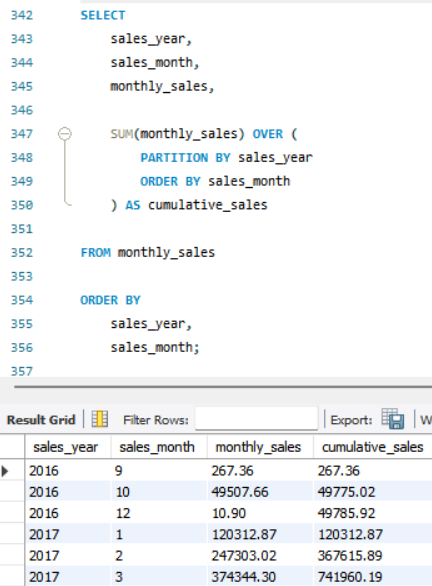 342 SELECT
343 sales_year,
344 sales_month,
345 monthly_sales,
346
347 SUM(monthly_sales) OVER (
348 PARTITION BY sales_year
349 ORDER BY sales_month
350 ) AS cumulative_sales
351
352 FROM monthly_sales
353
354 ORDER BY
355 sales_year,
356 sales_month;
357
Result Grid Filter Rows: Export: W
sales_year sales_month monthly_sales cumulative_sales
2016 9 267.36 267.36
2016 10 49507.66 49775.02
2016 12 10.90 49785.92
2017 1 120312.87 120312.87
2017 2 247303.02 367615.89
2017 3 374344.30 741960.19